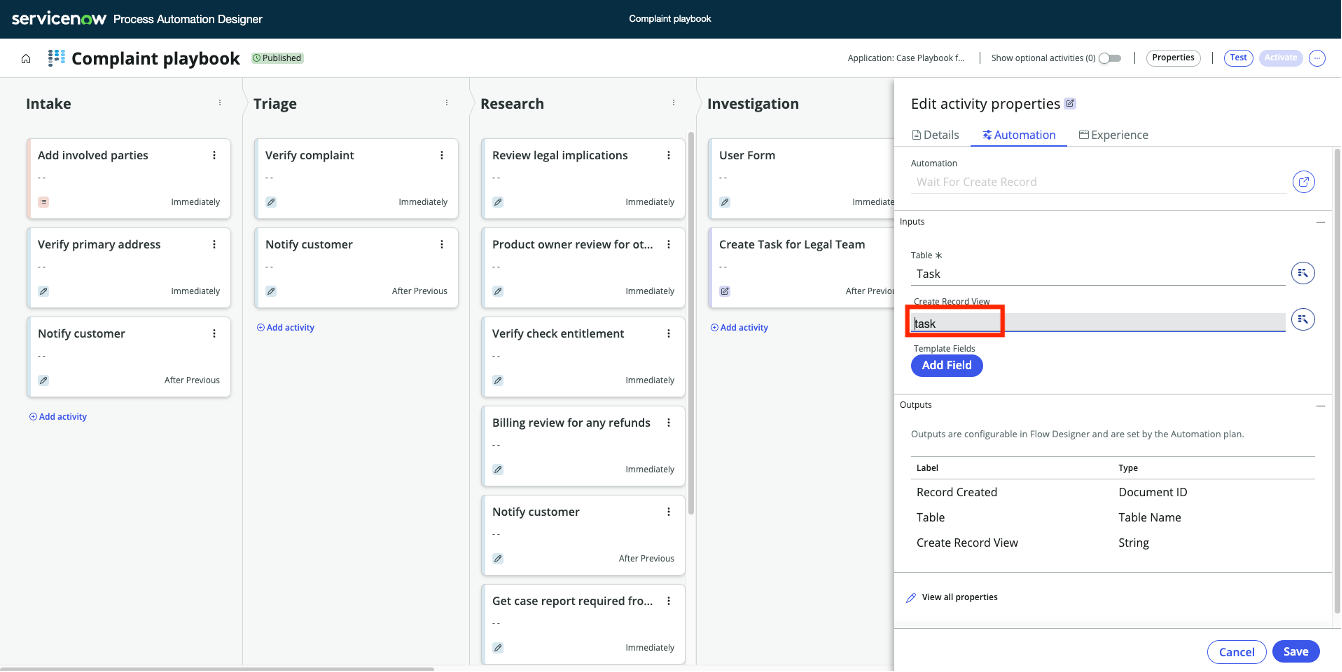 servicenow Process Automation Designer
Complaint playbook
Complaint playbook
Published
Application: Case Playbook f...
Show optional activities (0)
Properties
Test
Activate
Intake
Add involved parties
--
Immediately
Verify primary address
--
Immediately
Notify customer
--
After Previous
Add activity
Triage
Verify complaint
--
Immediately
Notify customer
--
After Previous
Add activity
Research
Review legal implications
--
Immediately
Product owner review for ot...
--
Immediately
Verify check entitlement
--
Immediately
Billing review for any refunds
--
Immediately
Notify customer
--
After Previous
Get case report required fro...
--
Immediately
Investigation
User Form
--
Immediate
Create Task for Legal Team
--
After Previou
Add activity
Edit activity properties
Details
Automation
Experience
Automation
Wait For Create Record
Inputs
Table *
Task
Create Record View
task
Template Fields
Add Field
Outputs
Outputs are configurable in Flow Designer and are set by the Automation plan.
Label Type
Record Created Document ID
Table Table Name
Create Record View String
View all properties
Cancel
Save